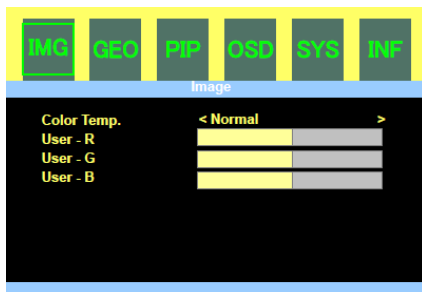 IMG GEO PIP OSD SYS INF
Image
Color Temp. < Normal >
User - R
User - G
User - B